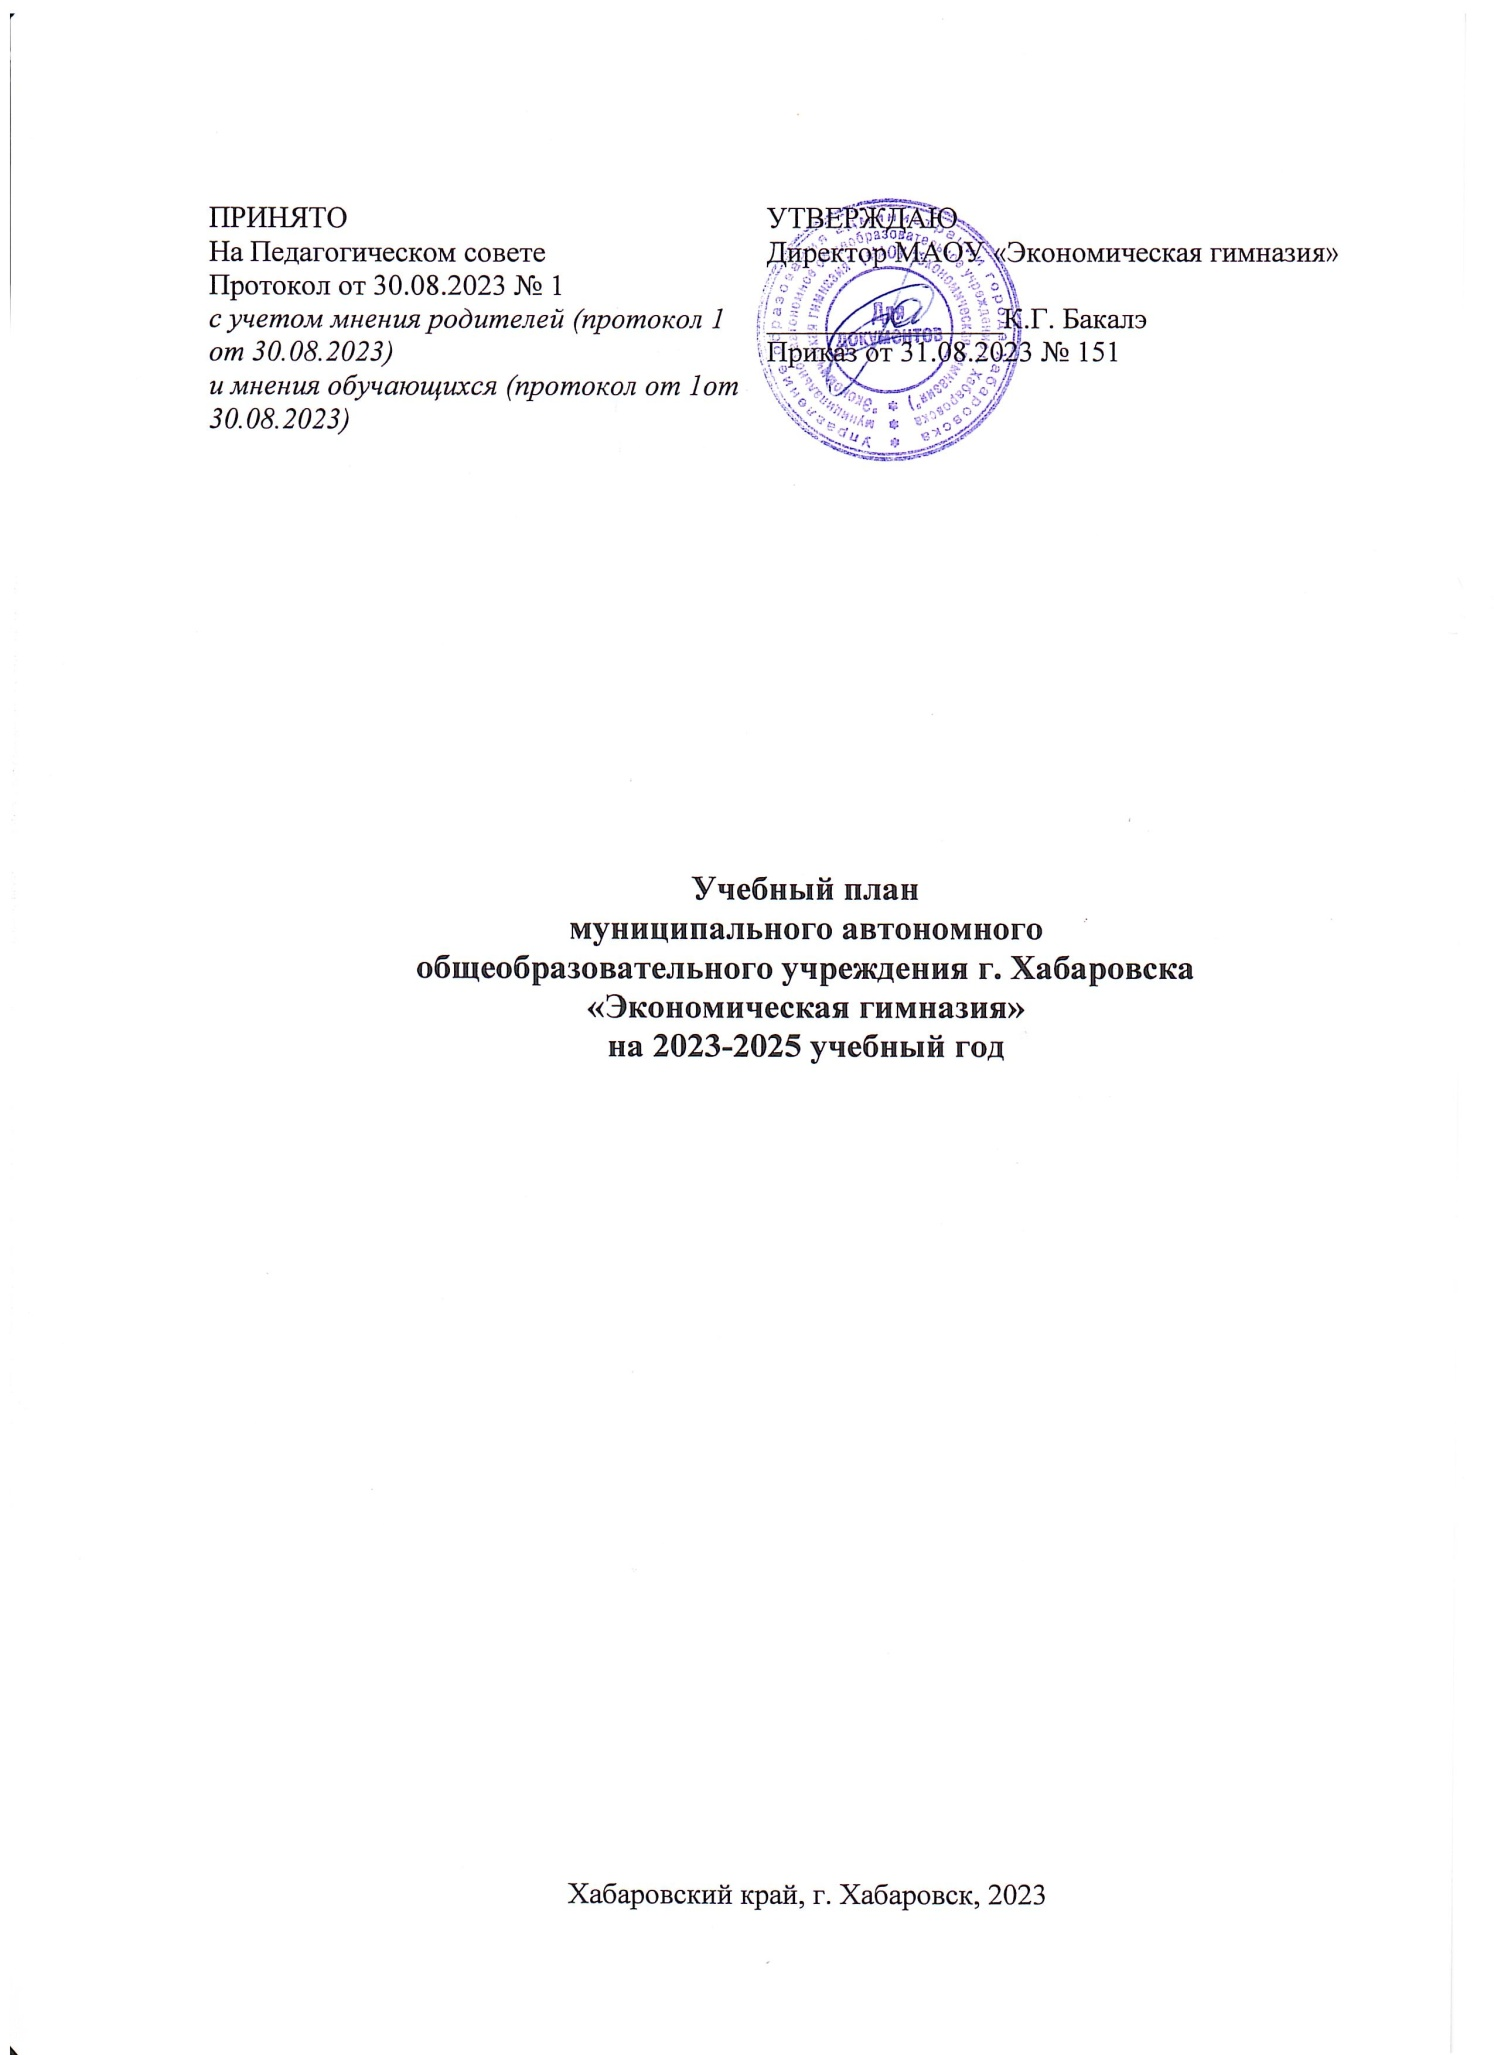 ПРИНЯТО
На Педагогическом совете
Протокол от 30.08.2023 № 1
с учетом мнения родителей (протокол 1
от 30.08.2023)
и мнения обучающихся (протокол от 1от
30.08.2023)
УТВЕРЖДАЮ
Директор МАОУ «Экономическая гимназия»
К.Г. Бакалэ
Приказ от 31.08.2023 № 151
Для
документов
Учебный план
муниципального автономного
общеобразовательного учреждения г. Хабаровска
«Экономическая гимназия»
на 2023-2025 учебный год
Хабаровский край, г. Хабаровск, 2023